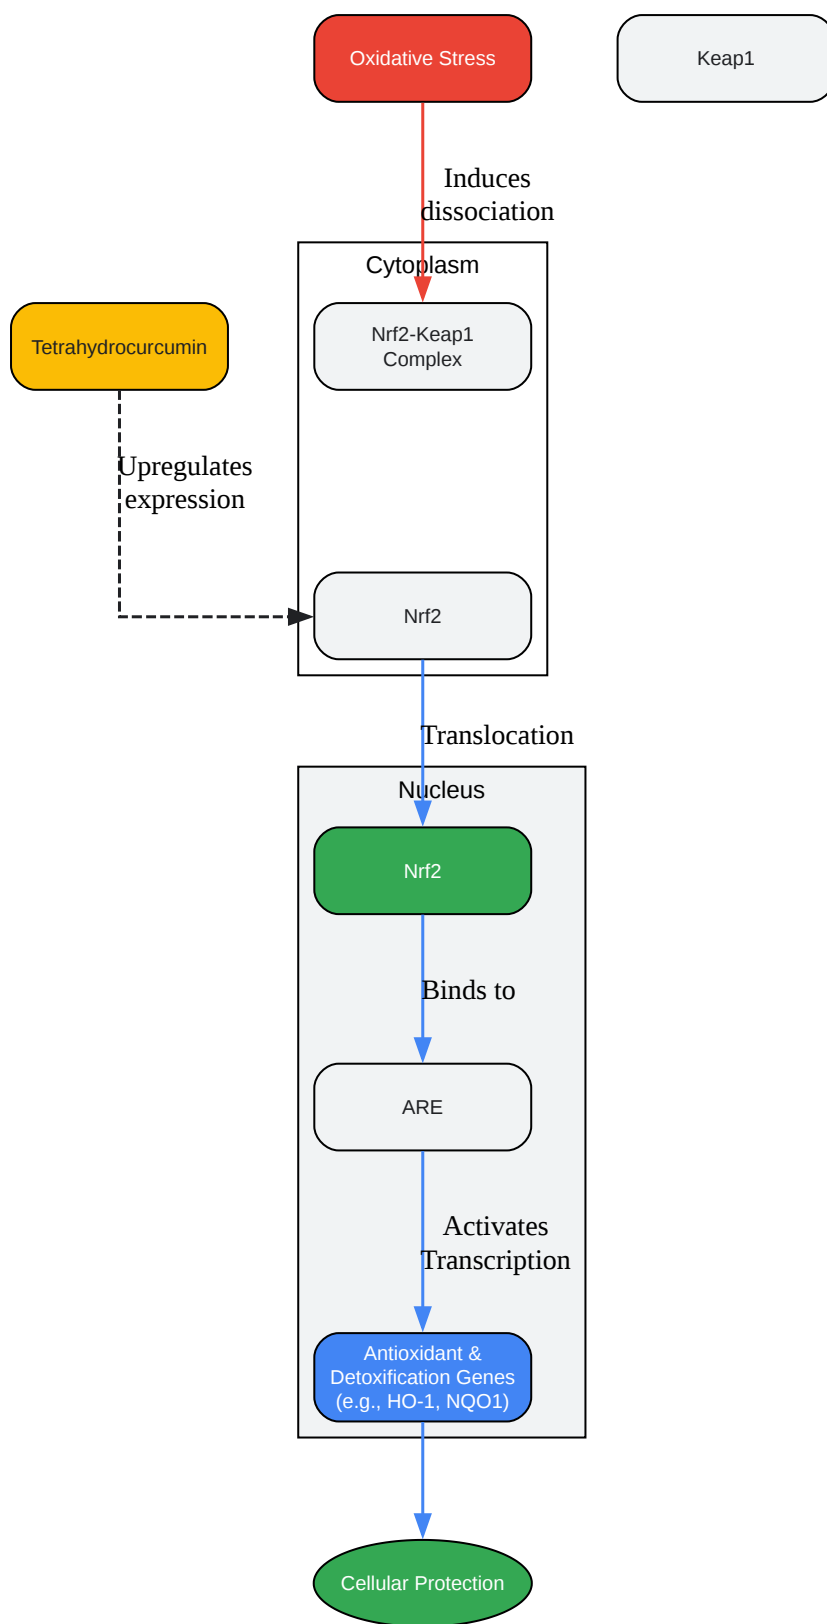 Oxidative Stress
Keap1
Induces
dissociation
Cytoplasm
Nrf2-Keap1
Complex
Tetrahydrocurcumin
Upregulates
expression
Nrf2
Translocation
Nucleus
Nrf2
Binds to
ARE
Activates
Transcription
Antioxidant &
Detoxification Genes
(e.g., HO-1, NQO1)
Cellular Protection